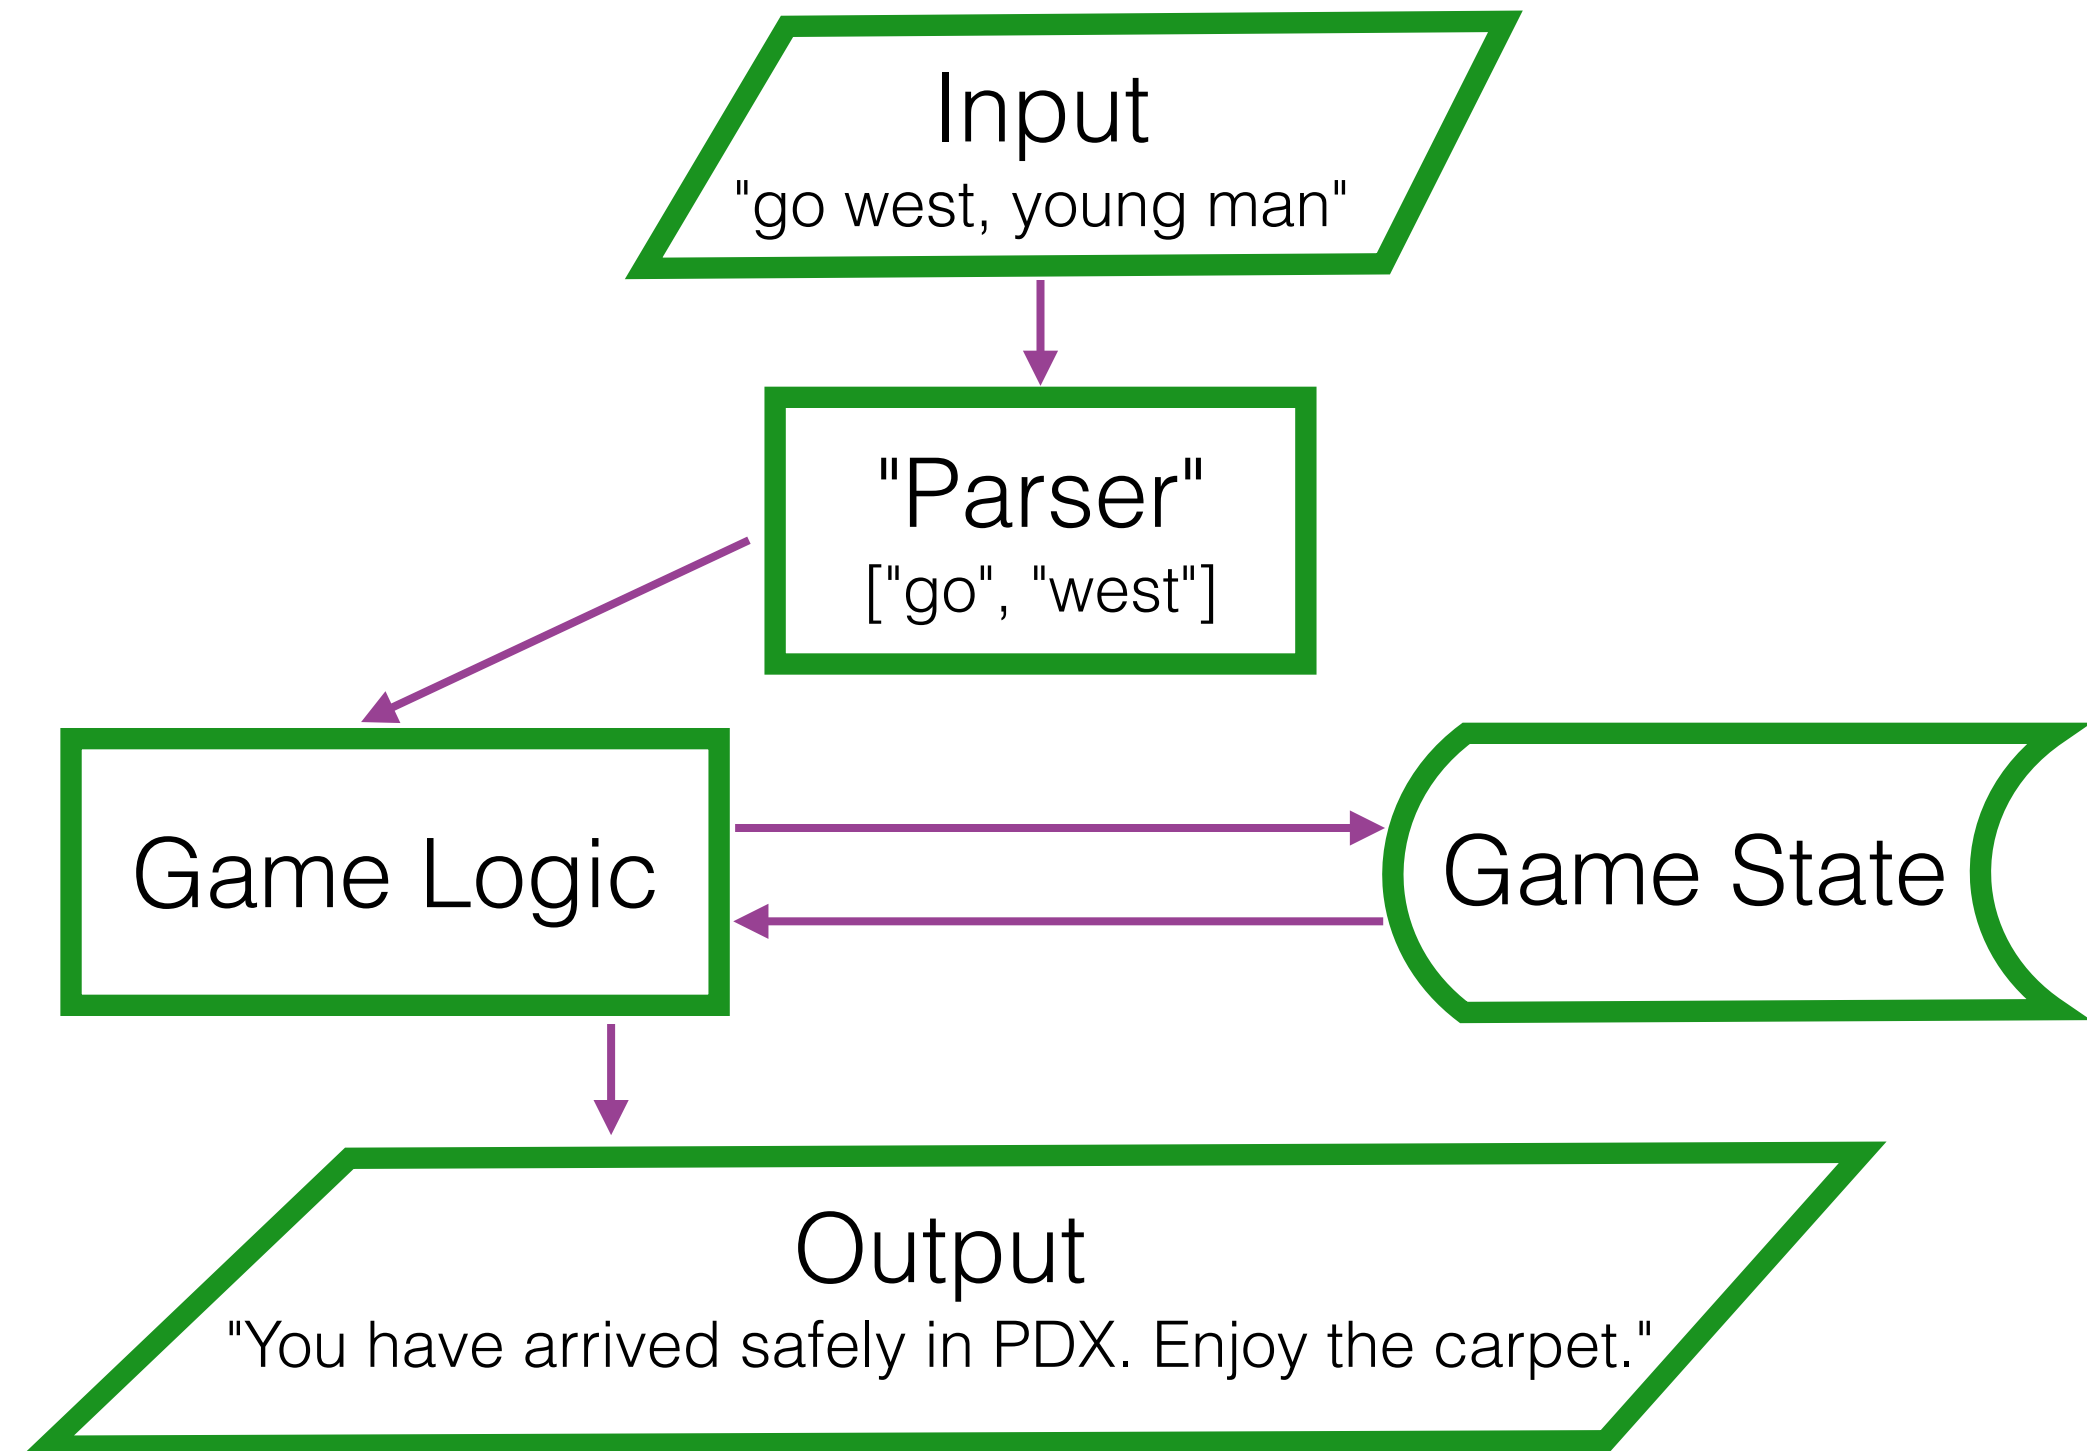 Input
"go west, young man"
"Parser"
["go", "west"]
Game Logic
Game State
Output
"You have arrived safely in PDX. Enjoy the carpet."